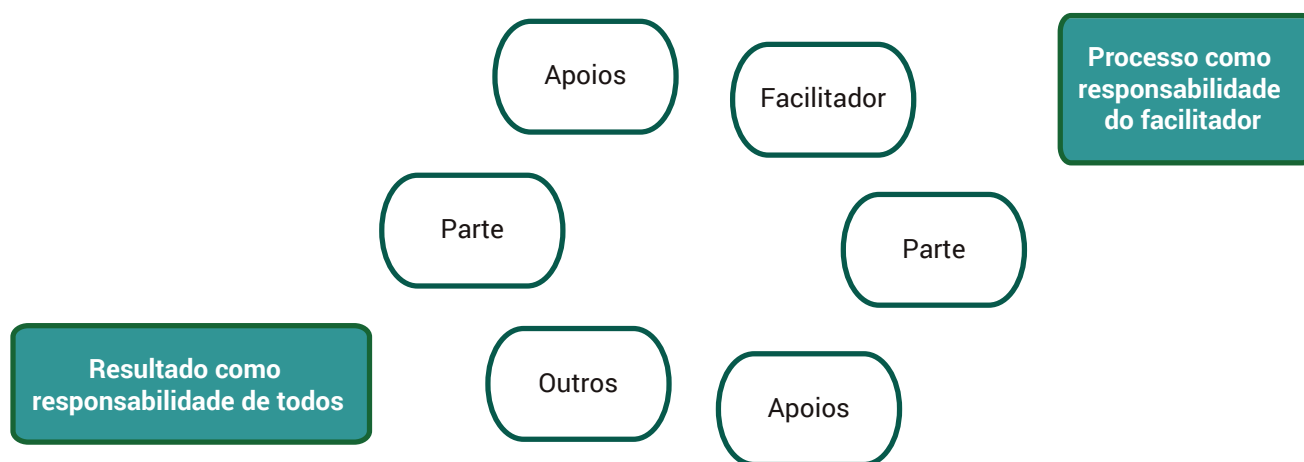 Apoios
Facilitador
Processo como
responsabilidade
do facilitador
Parte
Parte
Resultado como
responsabilidade de todos
Outros
Apoios